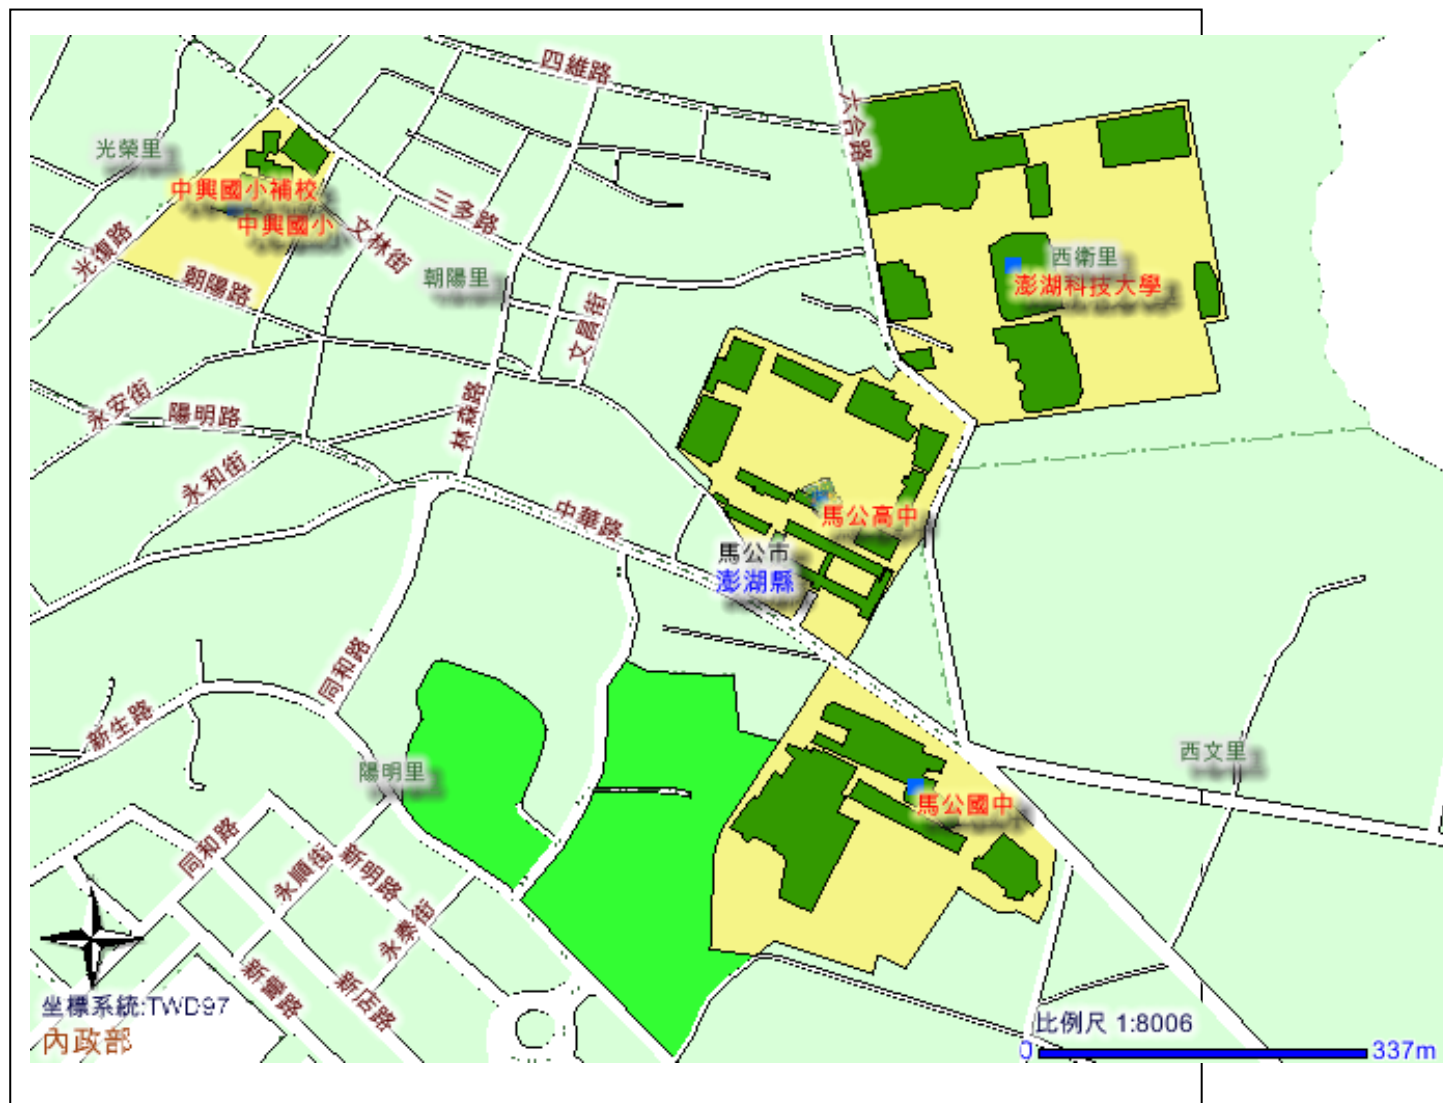 四維路
六合路
光榮里
中興國小補校
中興國小
三多路
文林街
光復路
朝陽路
朝陽里
西衛里
澎湖科技大學
文昌街
永安街
陽明路
林森路
永和街
中華路
馬公高中
馬公市
澎湖縣
同和路
新生路
陽明里
西文里
馬公國中
同和路
永順街
新明路
永泰街
新營路
新店路
坐標系統:TWD97
內政部
比例尺 1:8006
0 337m